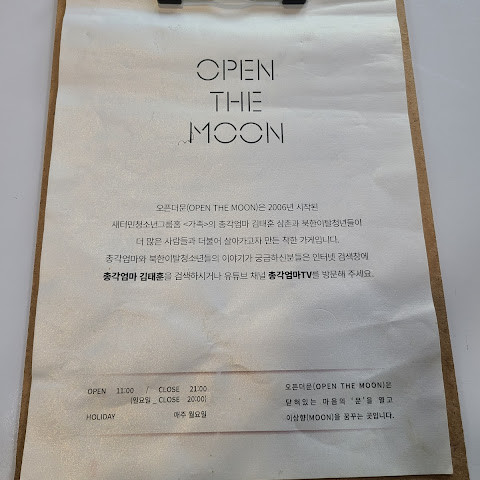 OPEN
THE
MOON
오픈더문(OPEN THE MOON)은 2006년 시작된
새터민청소년그룹홈 <가족>의 총각엄마 김태훈 삼촌과 북한이탈청년들이
더 많은 사람들과 더불어 살아가고자 만든 착한 가게입니다.
총각엄마와 북한이탈청소년들의 이야기가 궁금하신분들은 인터넷 검색창에
총각엄마 김태훈을 검색하시거나 유튜브 채널 총각엄마TV를 방문해 주세요.
OPEN 11:00 / CLOSE 21:00
(일요일 _ CLOSE 20:00)
HOLIDAY 매주 월요일
오픈더문(OPEN THE MOON)은
닫혀있는 마음의 '문'을 열고
이상향(MOON)을 꿈꾸는 곳입니다.